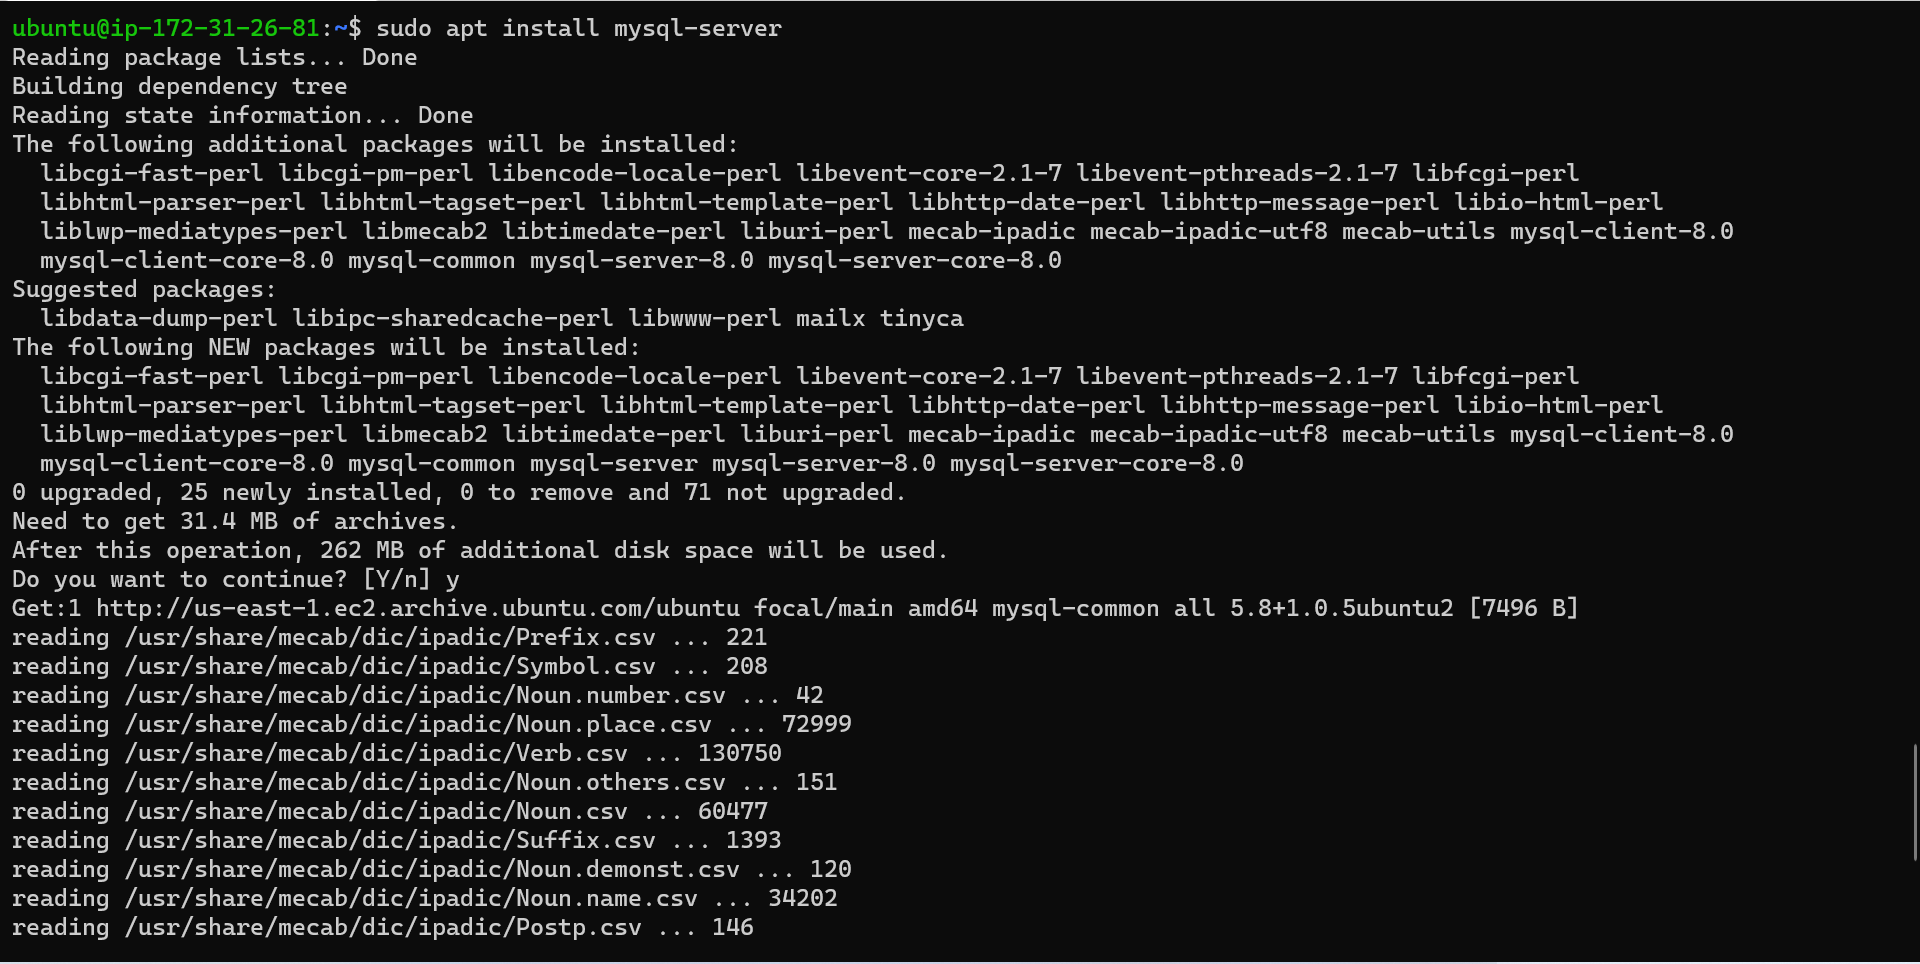 ubuntu@ip-172-31-26-81:~$ sudo apt install mysql-server
Reading package lists... Done
Building dependency tree
Reading state information... Done
The following additional packages will be installed:
  libcgi-fast-perl libcgi-pm-perl libencode-locale-perl libevent-core-2.1-7 libevent-pthreads-2.1-7 libfcgi-perl
  libhtml-parser-perl libhtml-tagset-perl libhtml-template-perl libhttp-date-perl libhttp-message-perl libio-html-perl
  liblwp-mediatypes-perl libmecab2 libtimedate-perl liburi-perl mecab-ipadic mecab-ipadic-utf8 mecab-utils mysql-client-8.0
  mysql-client-core-8.0 mysql-common mysql-server-8.0 mysql-server-core-8.0
Suggested packages:
  libdata-dump-perl libipc-sharedcache-perl libwww-perl mailx tinyca
The following NEW packages will be installed:
  libcgi-fast-perl libcgi-pm-perl libencode-locale-perl libevent-core-2.1-7 libevent-pthreads-2.1-7 libfcgi-perl
  libhtml-parser-perl libhtml-tagset-perl libhtml-template-perl libhttp-date-perl libhttp-message-perl libio-html-perl
  liblwp-mediatypes-perl libmecab2 libtimedate-perl liburi-perl mecab-ipadic mecab-ipadic-utf8 mecab-utils mysql-client-8.0
  mysql-client-core-8.0 mysql-common mysql-server mysql-server-8.0 mysql-server-core-8.0
0 upgraded, 25 newly installed, 0 to remove and 71 not upgraded.
Need to get 31.4 MB of archives.
After this operation, 262 MB of additional disk space will be used.
Do you want to continue? [Y/n] y
Get:1 http://us-east-1.ec2.archive.ubuntu.com/ubuntu focal/main amd64 mysql-common all 5.8+1.0.5ubuntu2 [7496 B]
reading /usr/share/mecab/dic/ipadic/Prefix.csv ... 221
reading /usr/share/mecab/dic/ipadic/Symbol.csv ... 208
reading /usr/share/mecab/dic/ipadic/Noun.number.csv ... 42
reading /usr/share/mecab/dic/ipadic/Noun.place.csv ... 72999
reading /usr/share/mecab/dic/ipadic/Verb.csv ... 130750
reading /usr/share/mecab/dic/ipadic/Noun.others.csv ... 151
reading /usr/share/mecab/dic/ipadic/Noun.csv ... 60477
reading /usr/share/mecab/dic/ipadic/Suffix.csv ... 1393
reading /usr/share/mecab/dic/ipadic/Noun.demonst.csv ... 120
reading /usr/share/mecab/dic/ipadic/Noun.name.csv ... 34202
reading /usr/share/mecab/dic/ipadic/Postp.csv ... 146